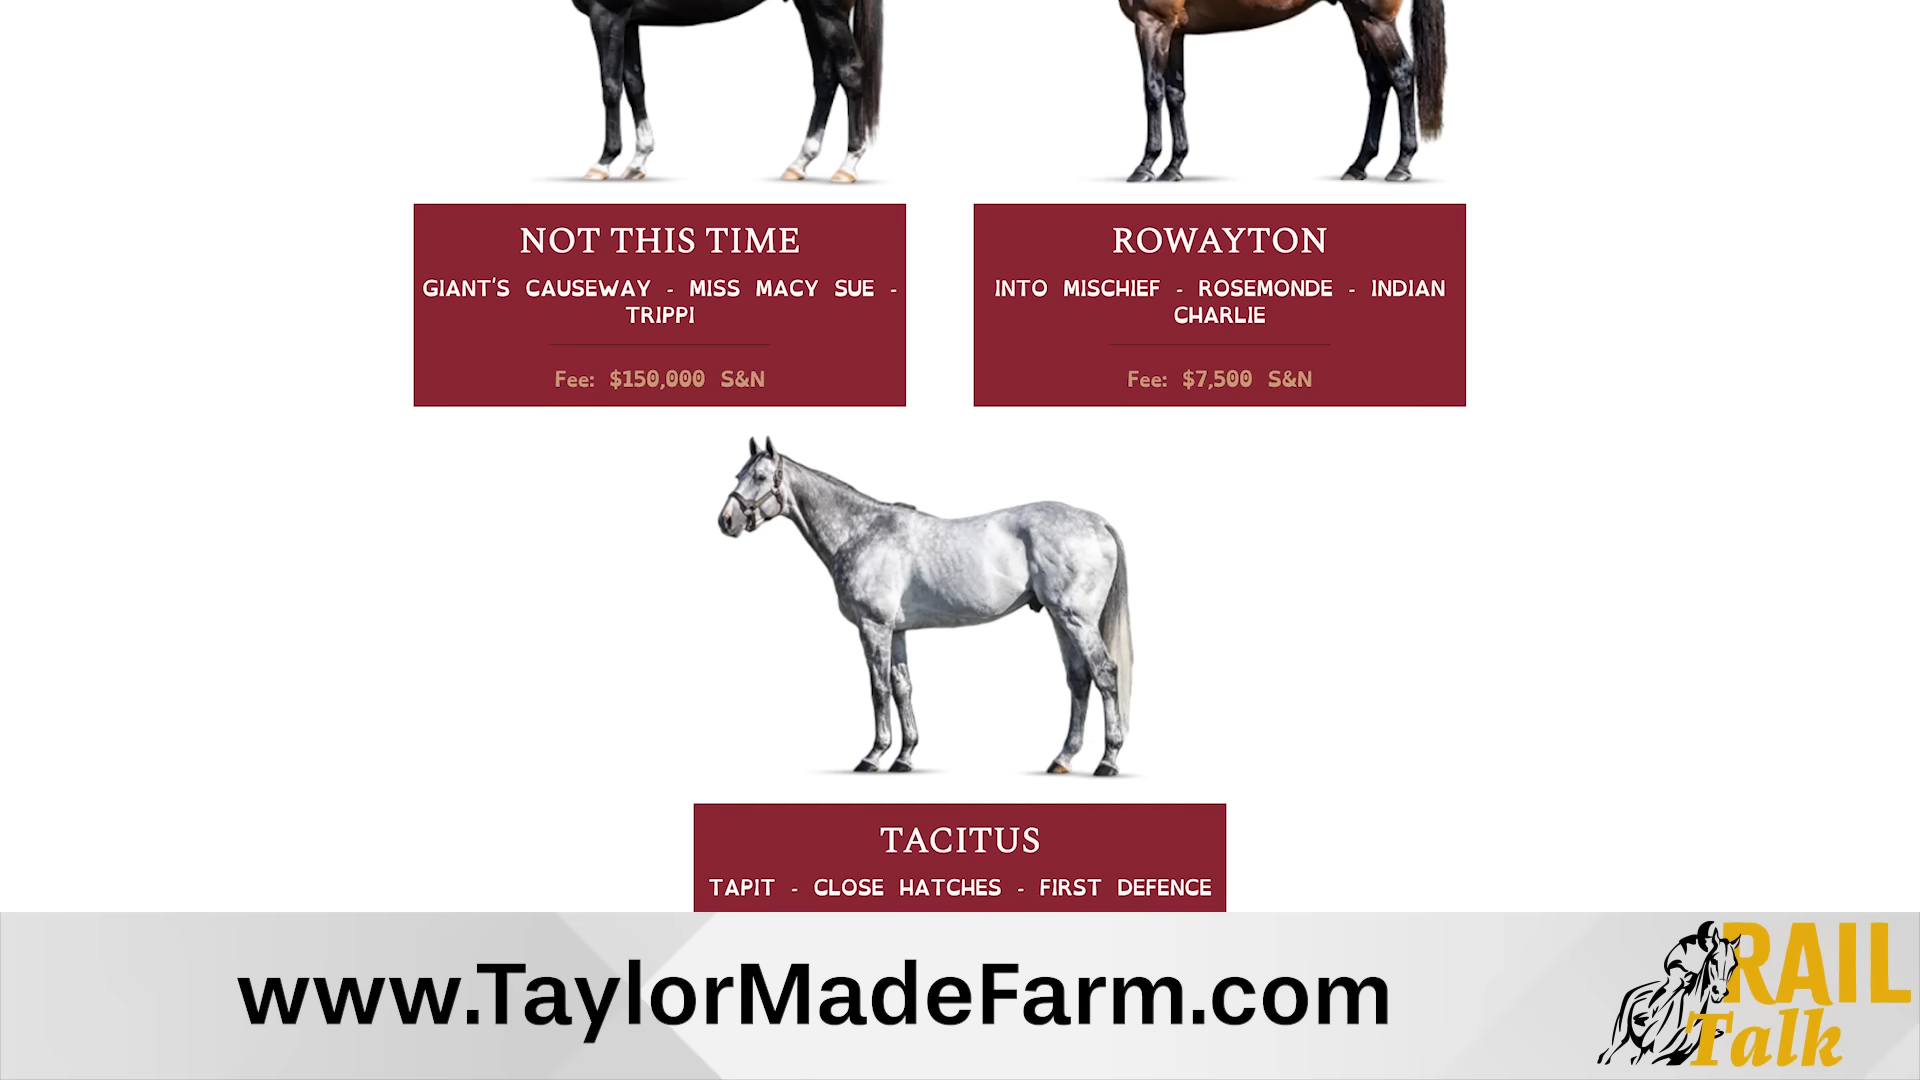 NOT THIS TIME
GIANT'S CAUSEWAY - MISS MACY SUE -
TRIPPI
Fee: $150,000 S&N
ROWAYTON
INTO MISCHIEF - ROSEMONDE - INDIAN
CHARLIE
Fee: $7,500 S&N
TACITUS
TAPIT - CLOSE HATCHES - FIRST DEFENCE
www.TaylorMadeFarm.com
RAIL
Talk